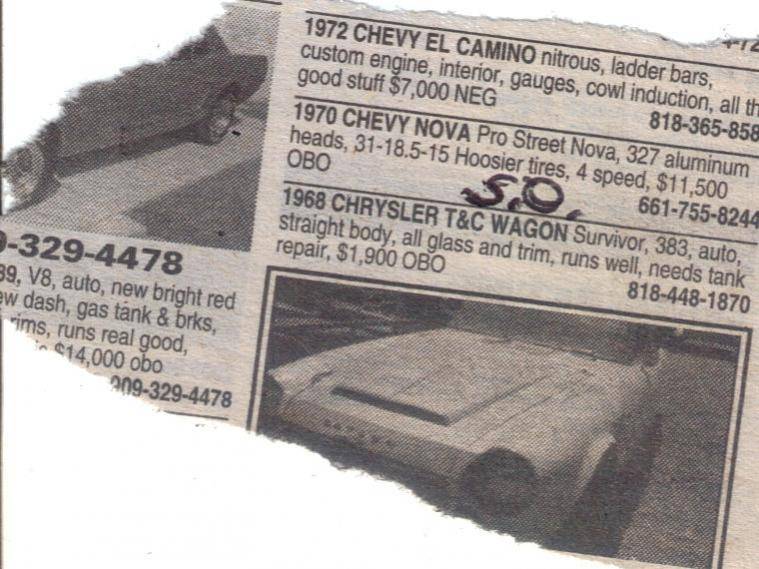 1972 CHEVY EL CAMINO nitrous, ladder bars,
custom engine, interior, gauges, cowl induction, all th
good stuff $7,000 NEG
818-365-858
1970 CHEVY NOVA Pro Street Nova, 327 aluminum
heads, 31-18.5-15 Hoosier tires, 4 speed, $11,500
OBO
661-755-8244
S.O.
1968 CHRYSLER T&C WAGON Survivor, 383, auto,
straight body, all glass and trim, runs well, needs tank
repair, $1,900 OBO
818-448-1870
9-329-4478
39, V8, auto, new bright red
ew dash, gas tank & brks,
rims, runs real good,
$14,000 obo
909-329-4478